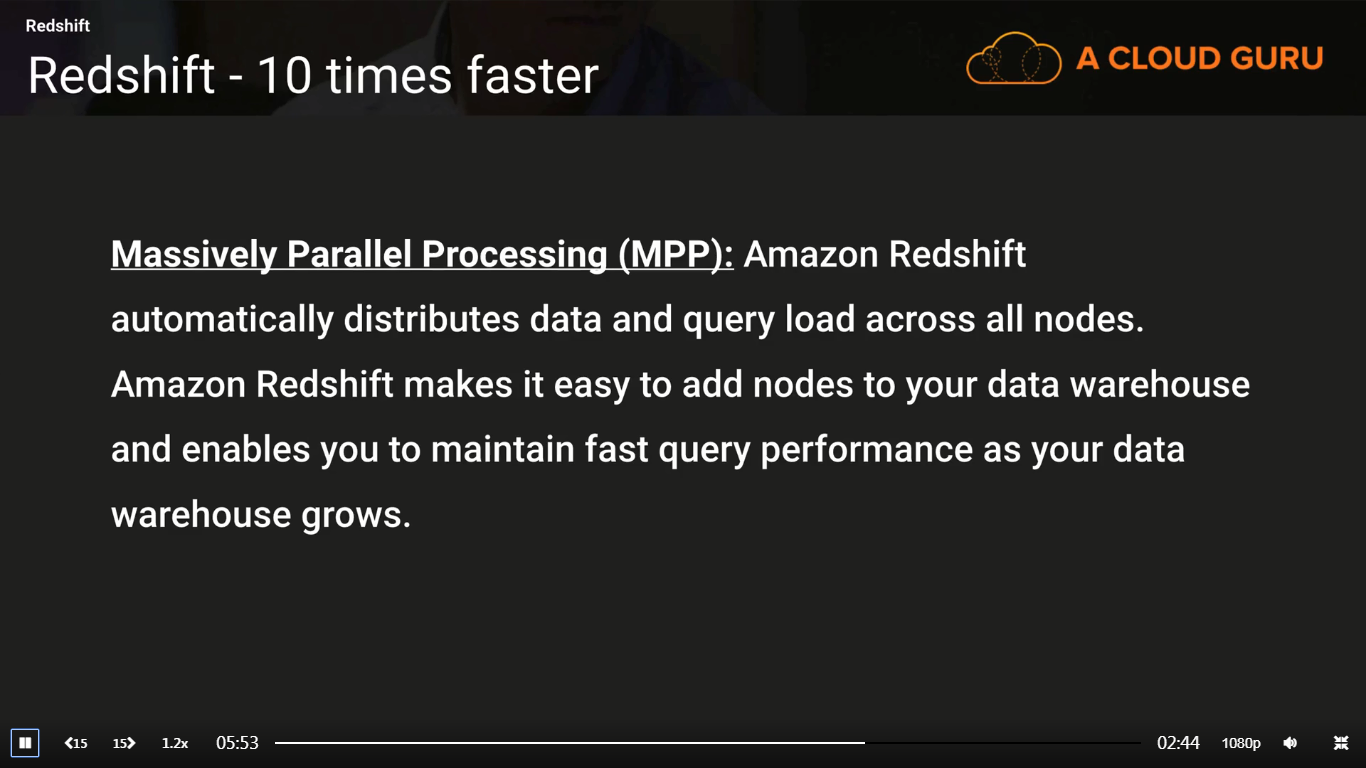 Redshift
Redshift - 10 times faster
A CLOUD GURU
Massively Parallel Processing (MPP): Amazon Redshift
automatically distributes data and query load across all nodes.
Amazon Redshift makes it easy to add nodes to your data warehouse
and enables you to maintain fast query performance as your data
warehouse grows.
15 15 1.2x 05:53 02:44 1080p